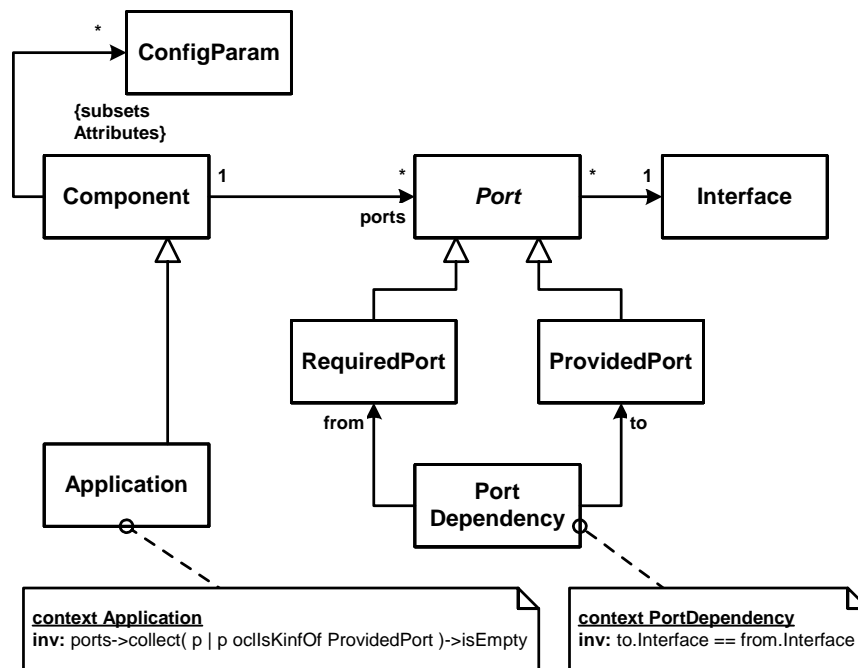 *
ConfigParam
{subsets
Attributes}
Component
1
*
ports
Port
*
1
Interface
RequiredPort
ProvidedPort
from
to
Application
Port
Dependency
context Application
inv: ports->collect( p | p oclIsKinfOf ProvidedPort )->isEmpty
context PortDependency
inv: to.Interface == from.Interface